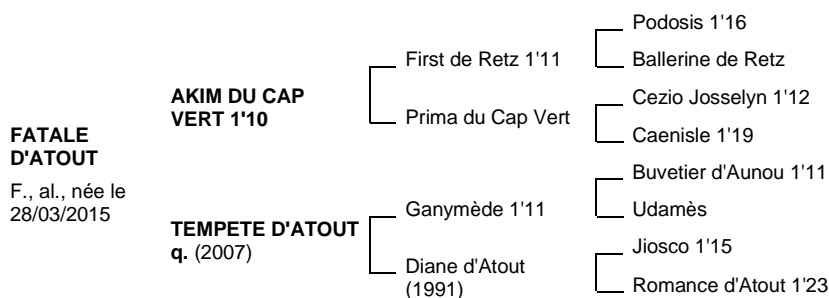 FATALE
D'ATOUT
F., al., née le
28/03/2015
AKIM DU CAP
VERT 1'10
TEMPETE D'ATOUT
q. (2007)
First de Retz 1'11
Prima du Cap Vert
Ganymède 1'11
Diane d'Atout
(1991)
Podosis 1'16
Ballerine de Retz
Cezio Josselyn 1'12
Caenisle 1'19
Buvetier d'Aunou 1'11
Udamès
Jiosco 1'15
Romance d'Atout 1'23